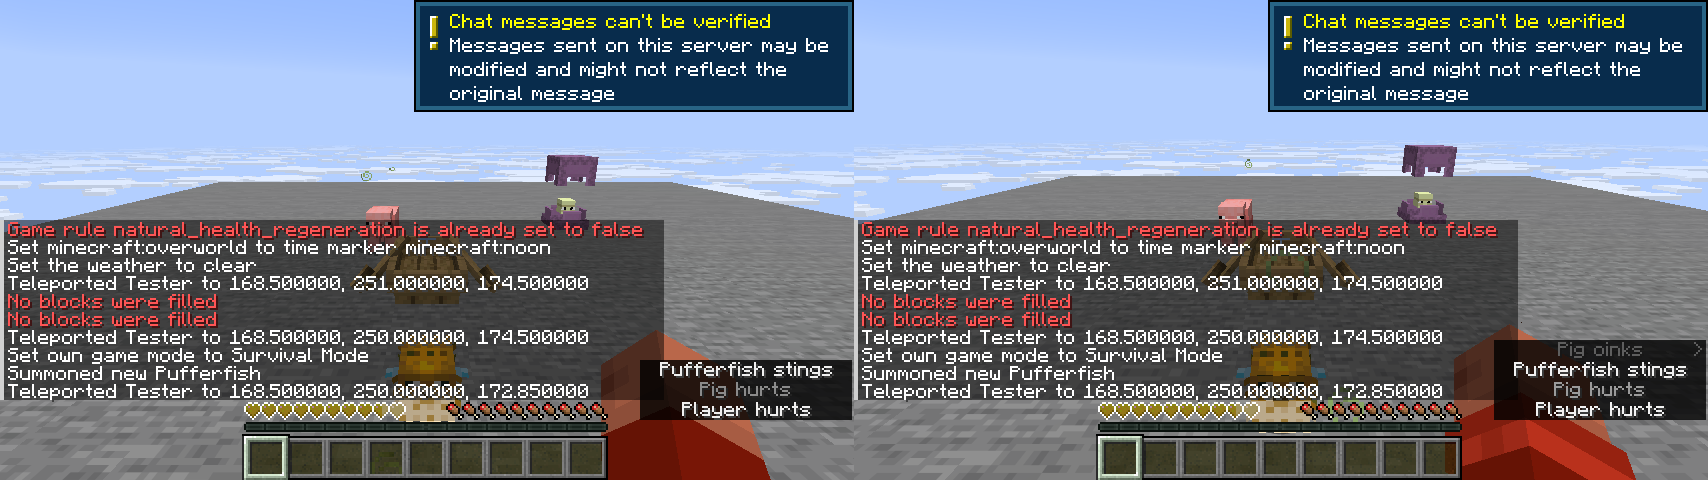 Chat messages can't be verified
Messages sent on this server may be
modified and might not reflect the
original message
Game rule natural_health_regeneration is already set to false
Set minecraft:overworld to time marker minecraft:noon
Set the weather to clear
Teleported Tester to 168.500000, 251.000000, 174.500000
No blocks were filled
No blocks were filled
Teleported Tester to 168.500000, 250.000000, 174.500000
Set own game mode to Survival Mode
Summoned new Pufferfish
Teleported Tester to 168.500000, 250.000000, 172.850000
Pufferfish stings
Pig hurts
Player hurts
Chat messages can't be verified
Messages sent on this server may be
modified and might not reflect the
original message
Game rule natural_health_regeneration is already set to false
Set minecraft:overworld to time marker minecraft:noon
Set the weather to clear
Teleported Tester to 168.500000, 251.000000, 174.500000
No blocks were filled
No blocks were filled
Teleported Tester to 168.500000, 250.000000, 174.500000
Set own game mode to Survival Mode
Summoned new Pufferfish
Teleported Tester to 168.500000, 250.000000, 172.850000
Pig oinks >
Pufferfish stings
Pig hurts
Player hurts